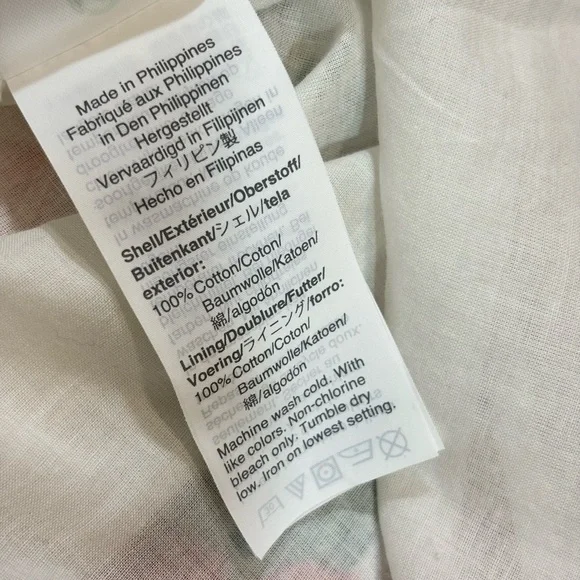 Made in Philippines
Fabriqué aux Philippines
in Den Philippinen
Hergestellt
Vervaardigd in Filipijnen
フィリピン製
Hecho en Filipinas
Shell/Extérieur/Oberstoff/
Buitenkant/シェル/tela
exterior:
100% Cotton/Coton/
Baumwolle/Katoen/
綿/algodón
Lining/Doublure/Futter/
Voering/ライニング/forro:
100% Cotton/Coton/
Baumwolle/Katoen/
綿/algodón
Machine wash cold. With
like colors. Non-chlorine
bleach only. Tumble dry
low. Iron on lowest setting.